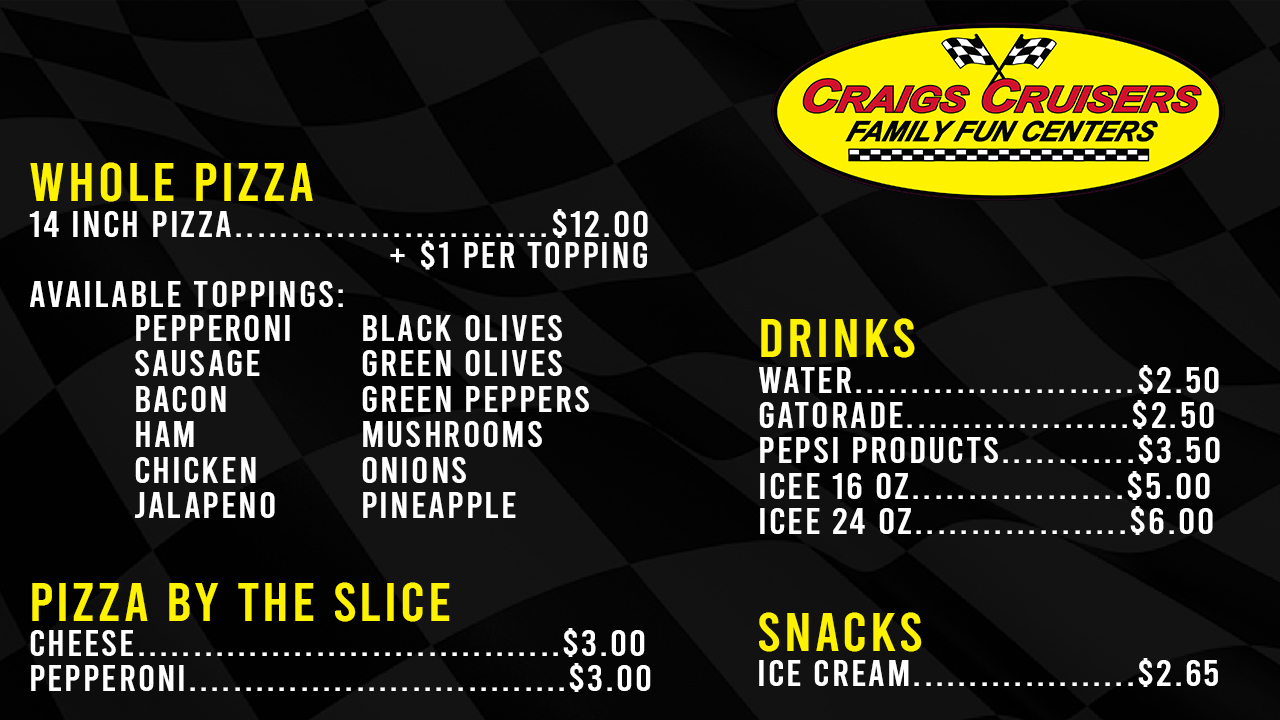 CRAIGS CRUISERS
FAMILY FUN CENTERS
WHOLE PIZZA
14 INCH PIZZA............................$12.00
+ $1 PER TOPPING
AVAILABLE TOPPINGS:
PEPPERONI BLACK OLIVES
SAUSAGE GREEN OLIVES
BACON GREEN PEPPERS
HAM MUSHROOMS
CHICKEN ONIONS
JALAPENO PINEAPPLE
PIZZA BY THE SLICE
CHEESE......................................$3.00
PEPPERONI..................................$3.00
DRINKS
WATER.........................$2.50
GATORADE....................$2.50
PEPSI PRODUCTS............$3.50
ICEE 16 OZ...................$5.00
ICEE 24 OZ...................$6.00
SNACKS
ICE CREAM....................$2.65